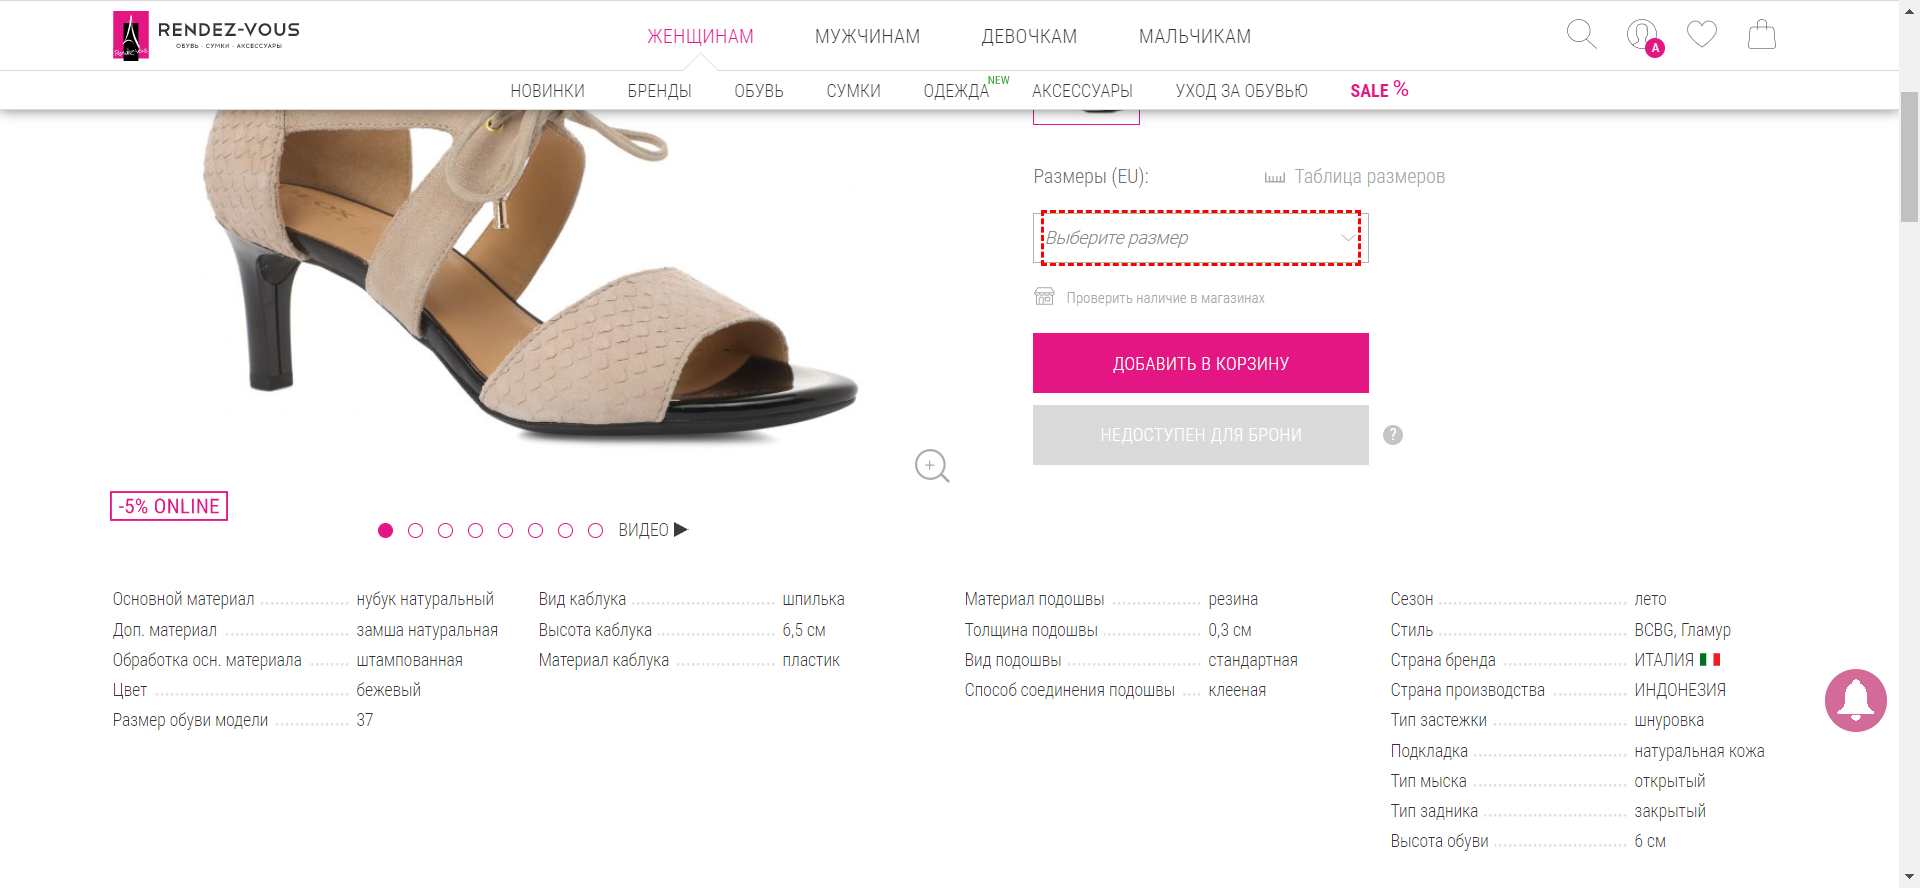 RENDEZ-VOUS
ОБУВЬ · СУМКИ · АКСЕССУАРЫ
ЖЕНЩИНАМ
МУЖЧИНАМ
ДЕВОЧКАМ
МАЛЬЧИКАМ
A
НОВИНКИ
БРЕНДЫ
ОБУВЬ
СУМКИ
ОДЕЖДА NEW
АКСЕССУАРЫ
УХОД ЗА ОБУВЬЮ
SALE %
Размеры (EU):
Таблица размеров
Выберите размер
Проверить наличие в магазинах
ДОБАВИТЬ В КОРЗИНУ
НЕДОСТУПЕН ДЛЯ БРОНИ
?
-5% ONLINE
ВИДЕО
Основной материал нубук натуральный
Доп. материал замша натуральная
Обработка осн. материала штампованная
Цвет бежевый
Размер обуви модели 37
Вид каблука шпилька
Высота каблука 6,5 см
Материал каблука пластик
Материал подошвы резина
Толщина подошвы 0,3 см
Вид подошвы стандартная
Способ соединения подошвы клееная
Сезон лето
Стиль BCBG, Гламур
Страна бренда ИТАЛИЯ
Страна производства ИНДОНЕЗИЯ
Тип застежки шнуровка
Подкладка натуральная кожа
Тип мыска открытый
Тип задника закрытый
Высота обуви 6 см